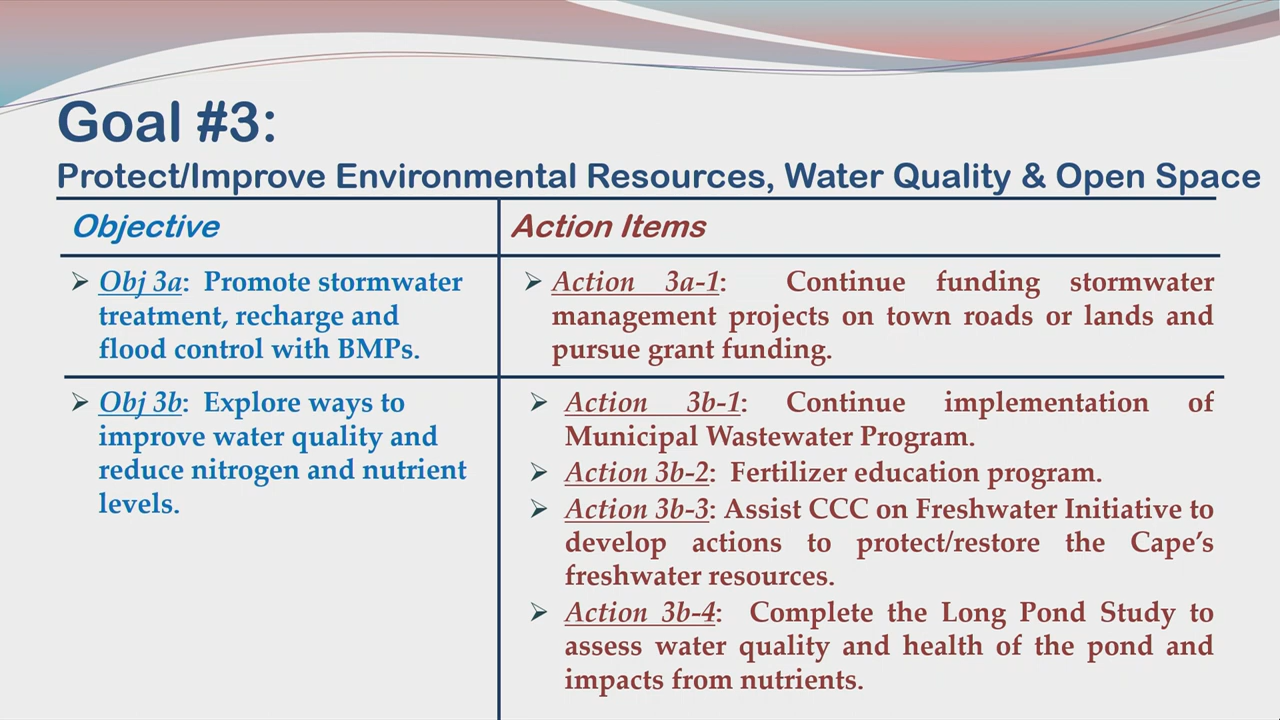 Goal #3:
Protect/Improve Environmental Resources, Water Quality & Open Space
Objective
Action Items
➢ Obj 3a: Promote stormwater
treatment, recharge and
flood control with BMPs.
➢ Action 3a-1: Continue funding stormwater
management projects on town roads or lands and
pursue grant funding.
➢ Obj 3b: Explore ways to
improve water quality and
reduce nitrogen and nutrient
levels.
➢ Action 3b-1: Continue implementation of
Municipal Wastewater Program.
➢ Action 3b-2: Fertilizer education program.
➢ Action 3b-3: Assist CCC on Freshwater Initiative to
develop actions to protect/restore the Cape’s
freshwater resources.
➢ Action 3b-4: Complete the Long Pond Study to
assess water quality and health of the pond and
impacts from nutrients.